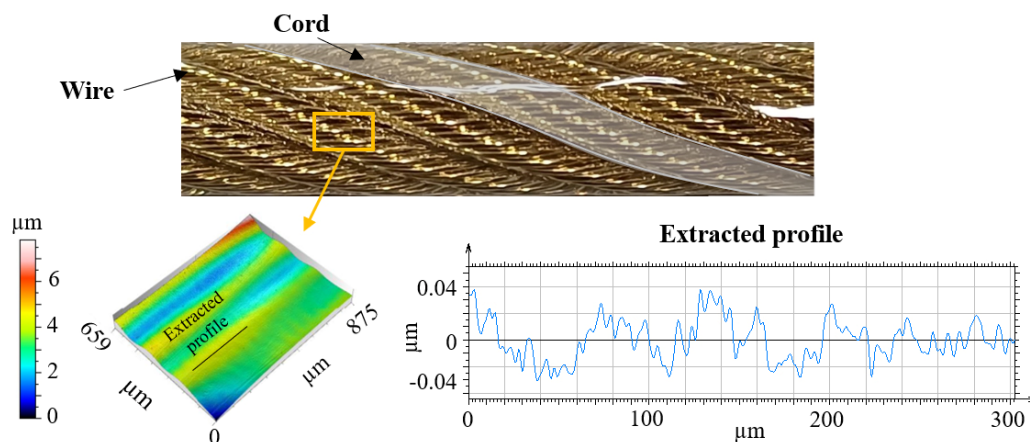 Cord
Wire
µm
6
4
2
0
Extracted
profile
659
µm
0
µm
875
Extracted profile
0.04
0
-0.04
µm
0
100
200
300
µm